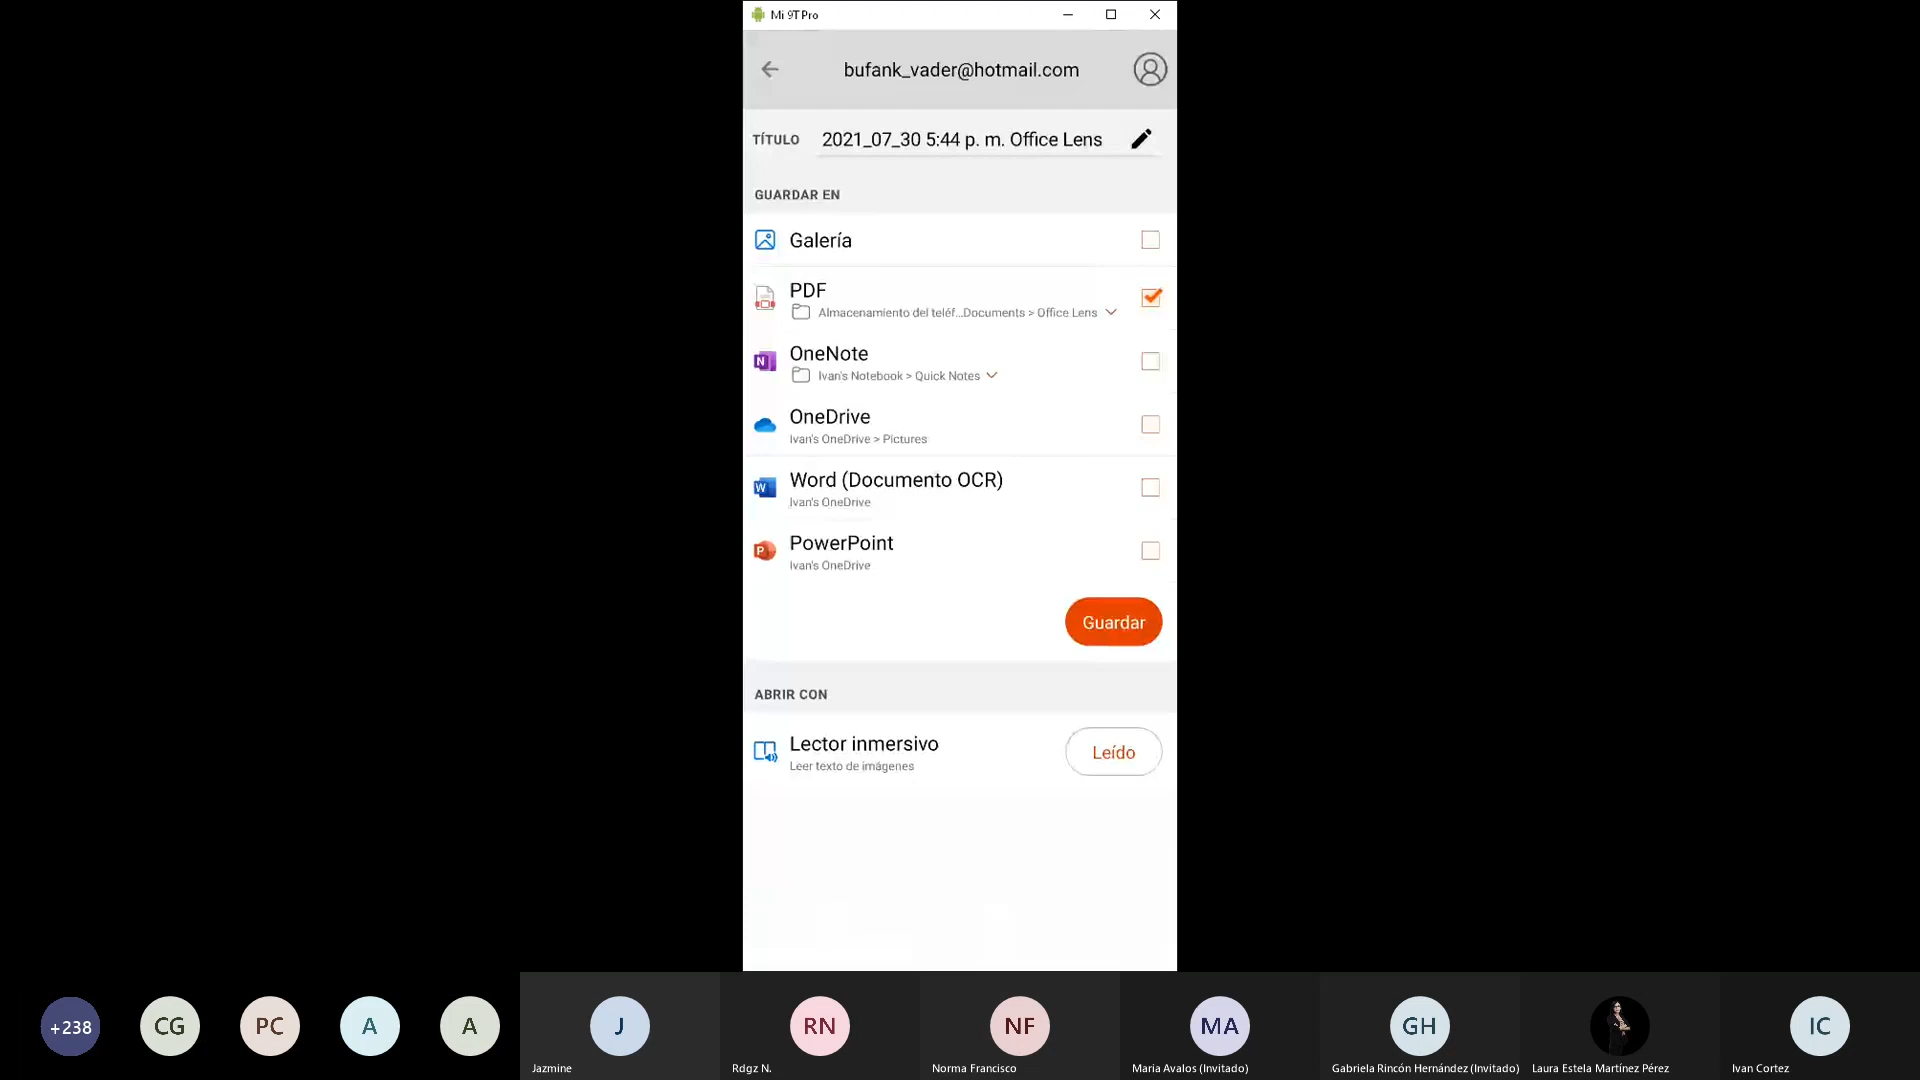 Mi 9T Pro
bufank_vader@hotmail.com
TÍTULO 2021_07_30 5:44 p. m. Office Lens
GUARDAR EN
Galería
PDF
Almacenamiento del teléf...Documents > Office Lens
OneNote
Ivan's Notebook > Quick Notes
OneDrive
Ivan's OneDrive > Pictures
Word (Documento OCR)
Ivan's OneDrive
PowerPoint
Ivan's OneDrive
Guardar
ABRIR CON
Lector inmersivo
Leer texto de imágenes
Leído
+238 CG PC A A J RN NF MA GH IC
Jazmine Rdgz N. Norma Francisco Maria Avalos (Invitado) Gabriela Rincón Hernández (Invitado) Laura Estela Martínez Pérez Ivan Cortez